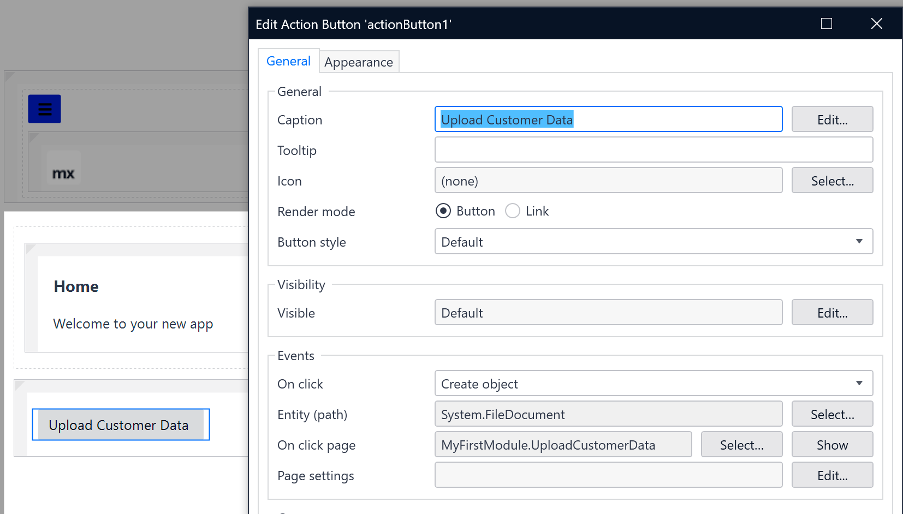 Edit Action Button 'actionButton1'
General Appearance
General
Caption Upload Customer Data Edit...
Tooltip
Icon (none) Select...
Render mode Button Link
Button style Default
Visibility
Visible Default Edit...
Events
On click Create object
Entity (path) System.FileDocument Select...
On click page MyFirstModule.UploadCustomerData Select... Show
Page settings Edit...
mx
Home
Welcome to your new app
Upload Customer Data